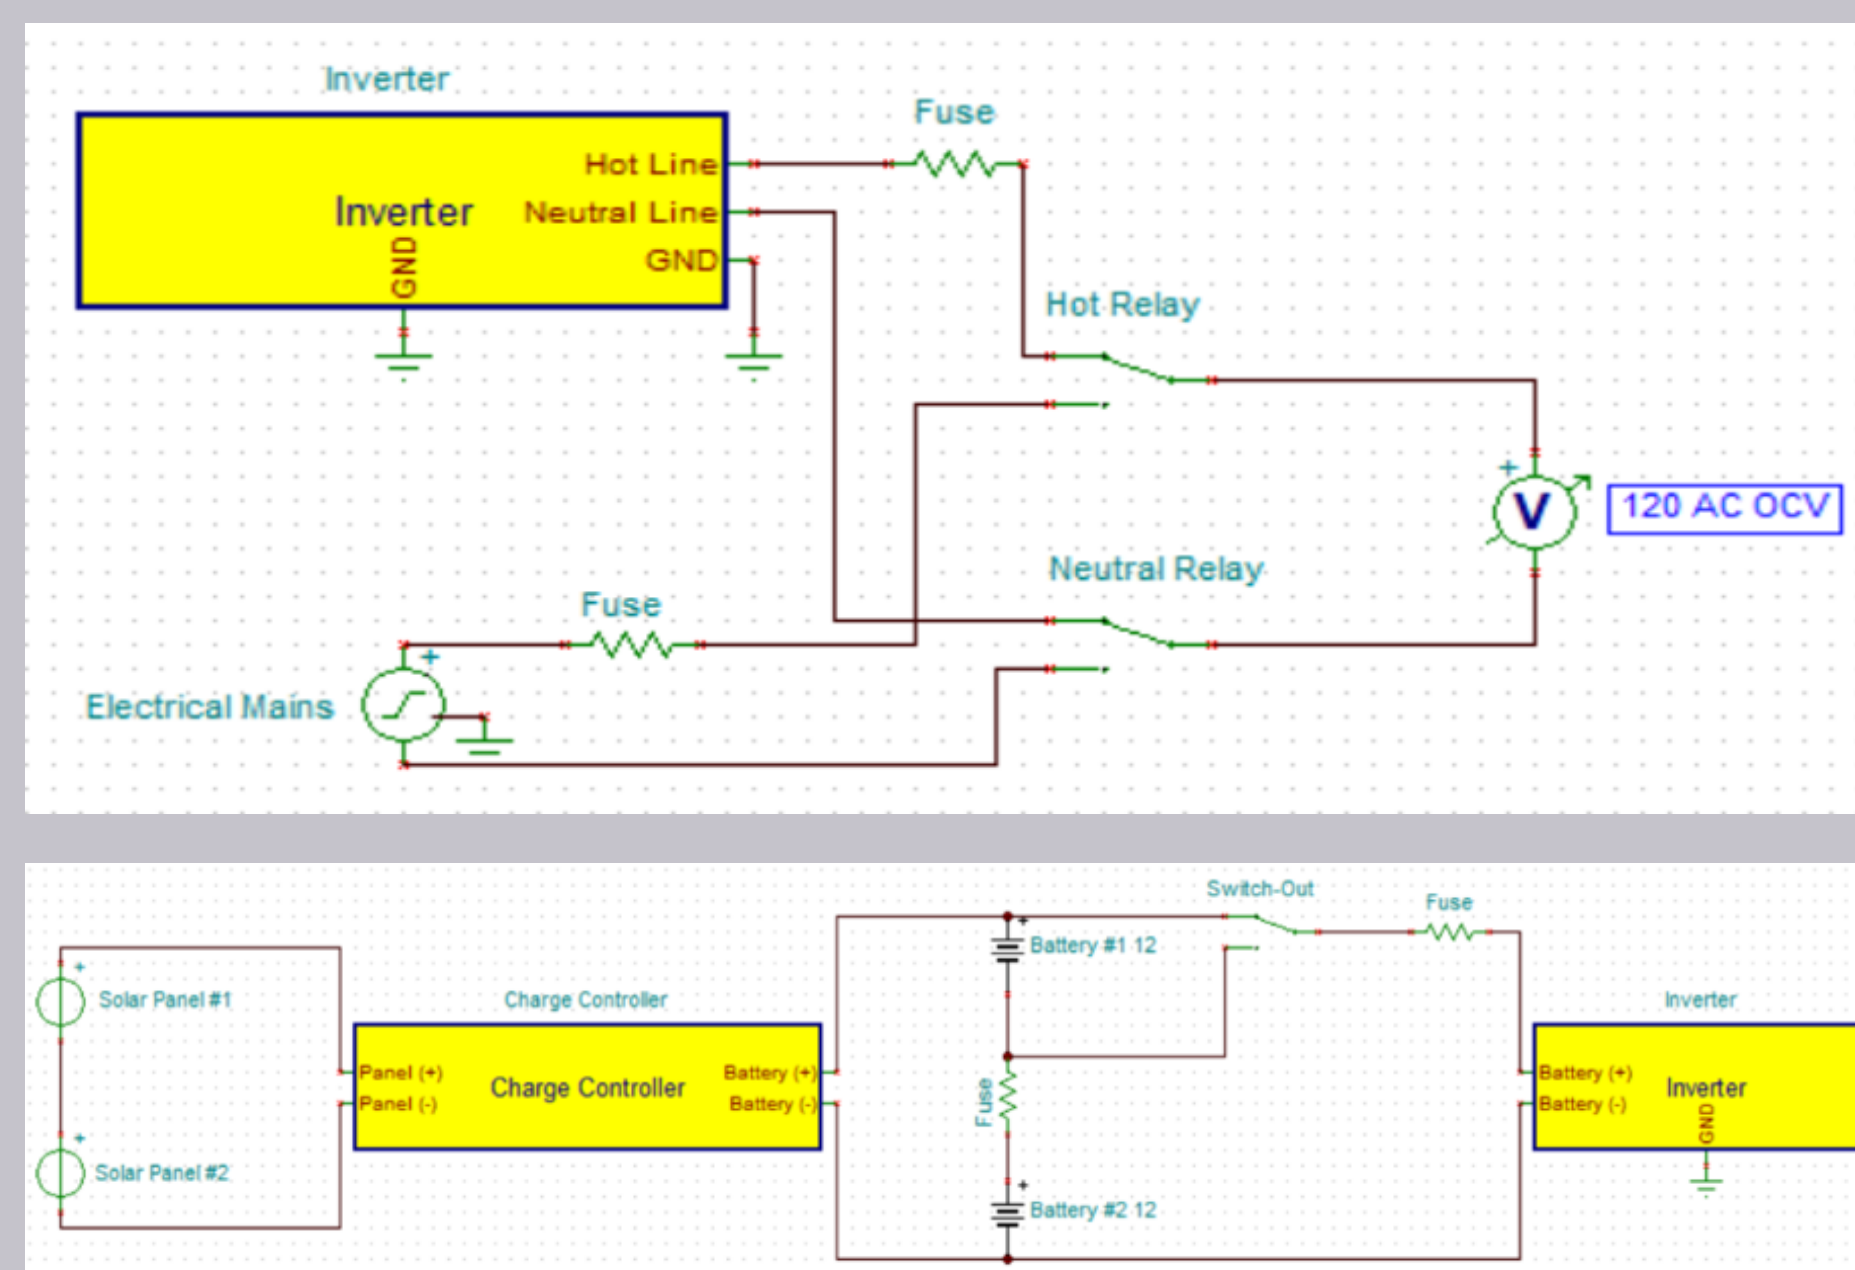 Inverter
Fuse
Hot Line
Inverter
Neutral Line
GND
GND
Hot Relay
+
V
120 AC OCV
Neutral Relay
Fuse
+
Electrical Mains
Switch-Out
Fuse
+
Battery #1 12
+
Solar Panel #1
Charge Controller
Inverter
Panel (+)
Charge Controller
Battery (+)
Panel (-)
Battery (-)
Fuse
Battery (+)
Inverter
Battery (-)
GND
+
Solar Panel #2
+
Battery #2 12